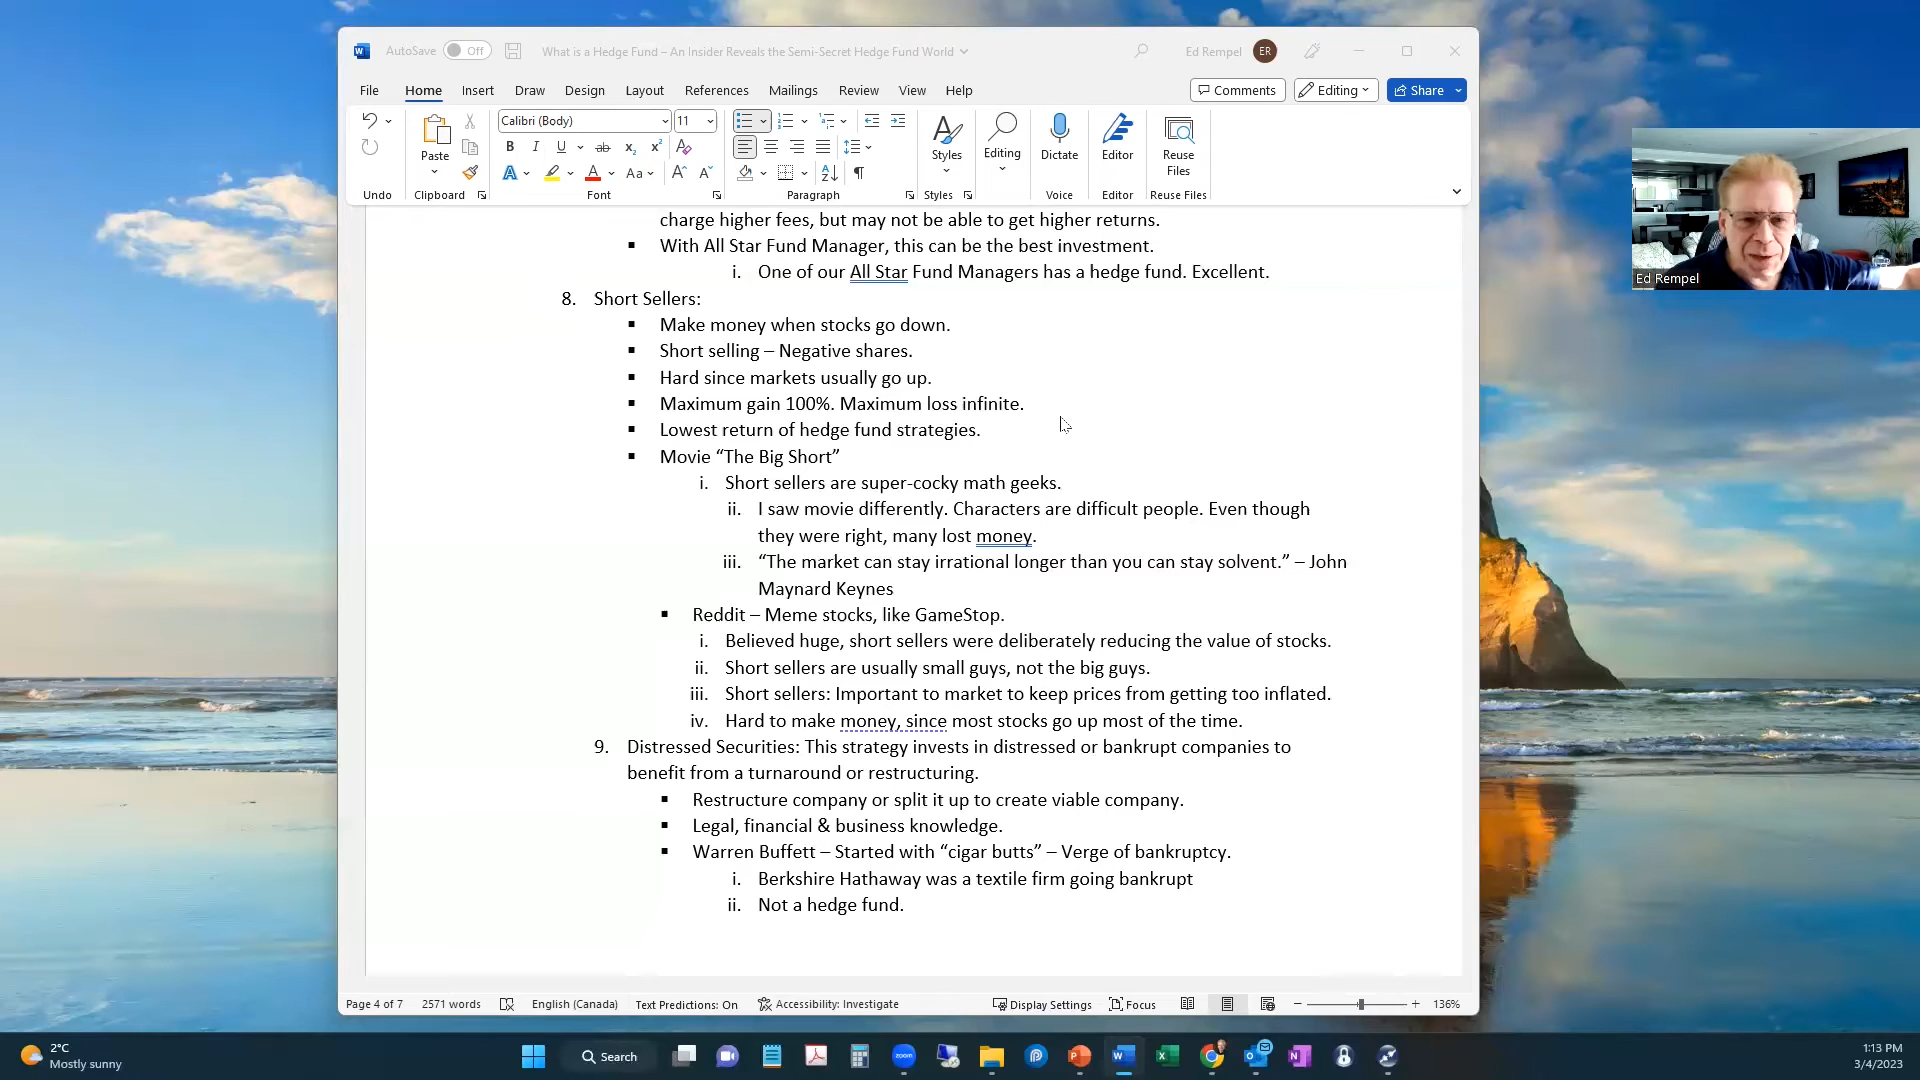 AutoSave Off What is a Hedge Fund – An Insider Reveals the Semi-Secret Hedge Fund World Ed Rempel ER
File Home Insert Draw Design Layout References Mailings Review View Help Comments Editing Share
Calibri (Body) 11
Paste Styles Editing Dictate Editor Reuse Files
B I U ab x₂ x² A
A A Aa A A A Z ¶
Undo Clipboard Font Paragraph Styles Voice Editor Reuse Files
charge higher fees, but may not be able to get higher returns.
▪ With All Star Fund Manager, this can be the best investment.
i. One of our All Star Fund Managers has a hedge fund. Excellent.
Ed Rempel
8. Short Sellers:
▪ Make money when stocks go down.
▪ Short selling – Negative shares.
▪ Hard since markets usually go up.
▪ Maximum gain 100%. Maximum loss infinite.
▪ Lowest return of hedge fund strategies.
▪ Movie “The Big Short”
i. Short sellers are super-cocky math geeks.
ii. I saw movie differently. Characters are difficult people. Even though
they were right, many lost money.
iii. “The market can stay irrational longer than you can stay solvent.” – John
Maynard Keynes
▪ Reddit – Meme stocks, like GameStop.
i. Believed huge, short sellers were deliberately reducing the value of stocks.
ii. Short sellers are usually small guys, not the big guys.
iii. Short sellers: Important to market to keep prices from getting too inflated.
iv. Hard to make money, since most stocks go up most of the time.
9. Distressed Securities: This strategy invests in distressed or bankrupt companies to
benefit from a turnaround or restructuring.
▪ Restructure company or split it up to create viable company.
▪ Legal, financial & business knowledge.
▪ Warren Buffett – Started with “cigar butts” – Verge of bankruptcy.
i. Berkshire Hathaway was a textile firm going bankrupt
ii. Not a hedge fund.
Page 4 of 7 2571 words English (Canada) Text Predictions: On Accessibility: Investigate Display Settings Focus 136%
2°C
Mostly sunny
Search
zoom
1:13 PM
3/4/2023